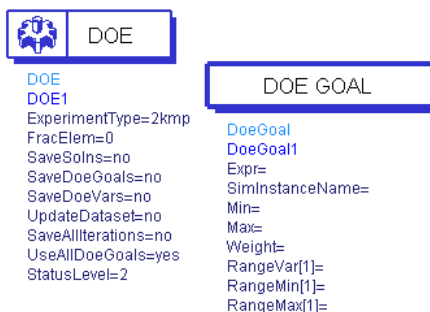 DOE
DOE
DOE1
ExperimentType=2kmp
FracElem=0
SaveSolns=no
SaveDoeGoals=no
SaveDoeVars=no
UpdateDataset=no
SaveAllIterations=no
UseAllDoeGoals=yes
StatusLevel=2
DOE GOAL
DoeGoal
DoeGoal1
Expr=
SimInstanceName=
Min=
Max=
Weight=
RangeVar[1]=
RangeMin[1]=
RangeMax[1]=